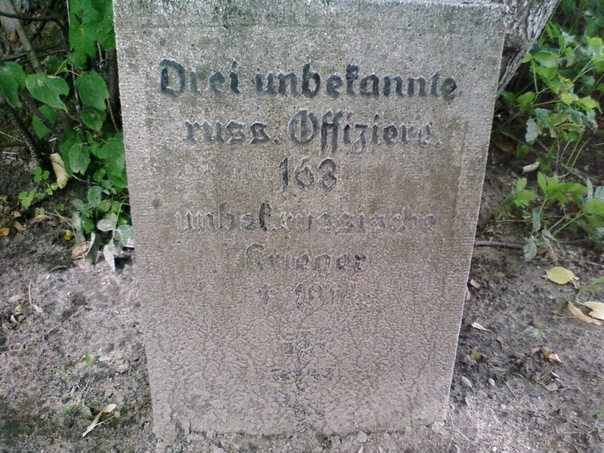 Drei unbekannte
russ. Offiziere.
163
unbek. russische
Krieger